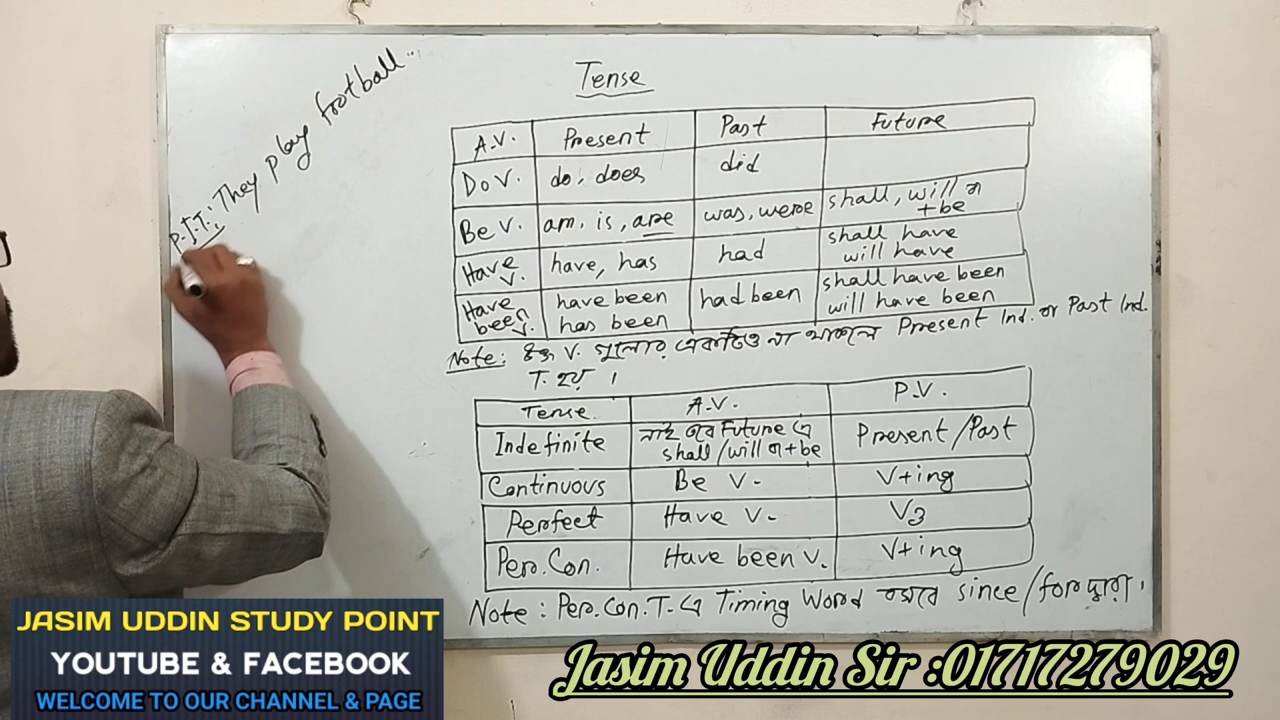 P.I.T.: They play football...
Tense
A.V. Present Past Future
Do V. do, does did
Be V. am, is, are was, were shall, will বা +be
Have V. have, has had shall have will have
Have been V. have been has been had been shall have been will have been
Note: উক্ত V. গুলোর একটিও না থাকলে Present Ind. or Past Ind.
T. হয় ।
Tense A.V. P.V.
Indefinite নাই তবে Future এ shall/will বা +be Present/Past
Continuous Be V. V+ing
Perfect Have V. V3
Per. Con. Have been V. V+ing
Note: Per. Con. T.-এ Timing Word বসবে since/for দ্বারা ।
JASIM UDDIN STUDY POINT
YOUTUBE & FACEBOOK
WELCOME TO OUR CHANNEL & PAGE
Jasim Uddin Sir :01717279029